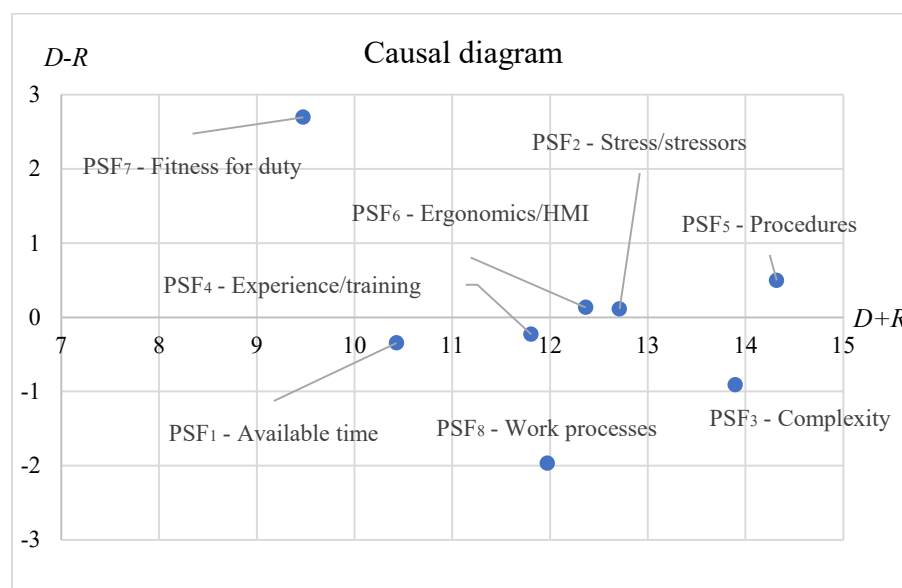 Causal diagram
D-R
3
PSF₂ - Stress/stressors
PSF₇ - Fitness for duty
2
PSF₆ - Ergonomics/HMI
PSF₅ - Procedures
1
PSF₄ - Experience/training
0
D+R
7 8 9 10 11 12 13 14 15
-1
PSF₁ - Available time
PSF₈ - Work processes
PSF₃ - Complexity
-2
-3